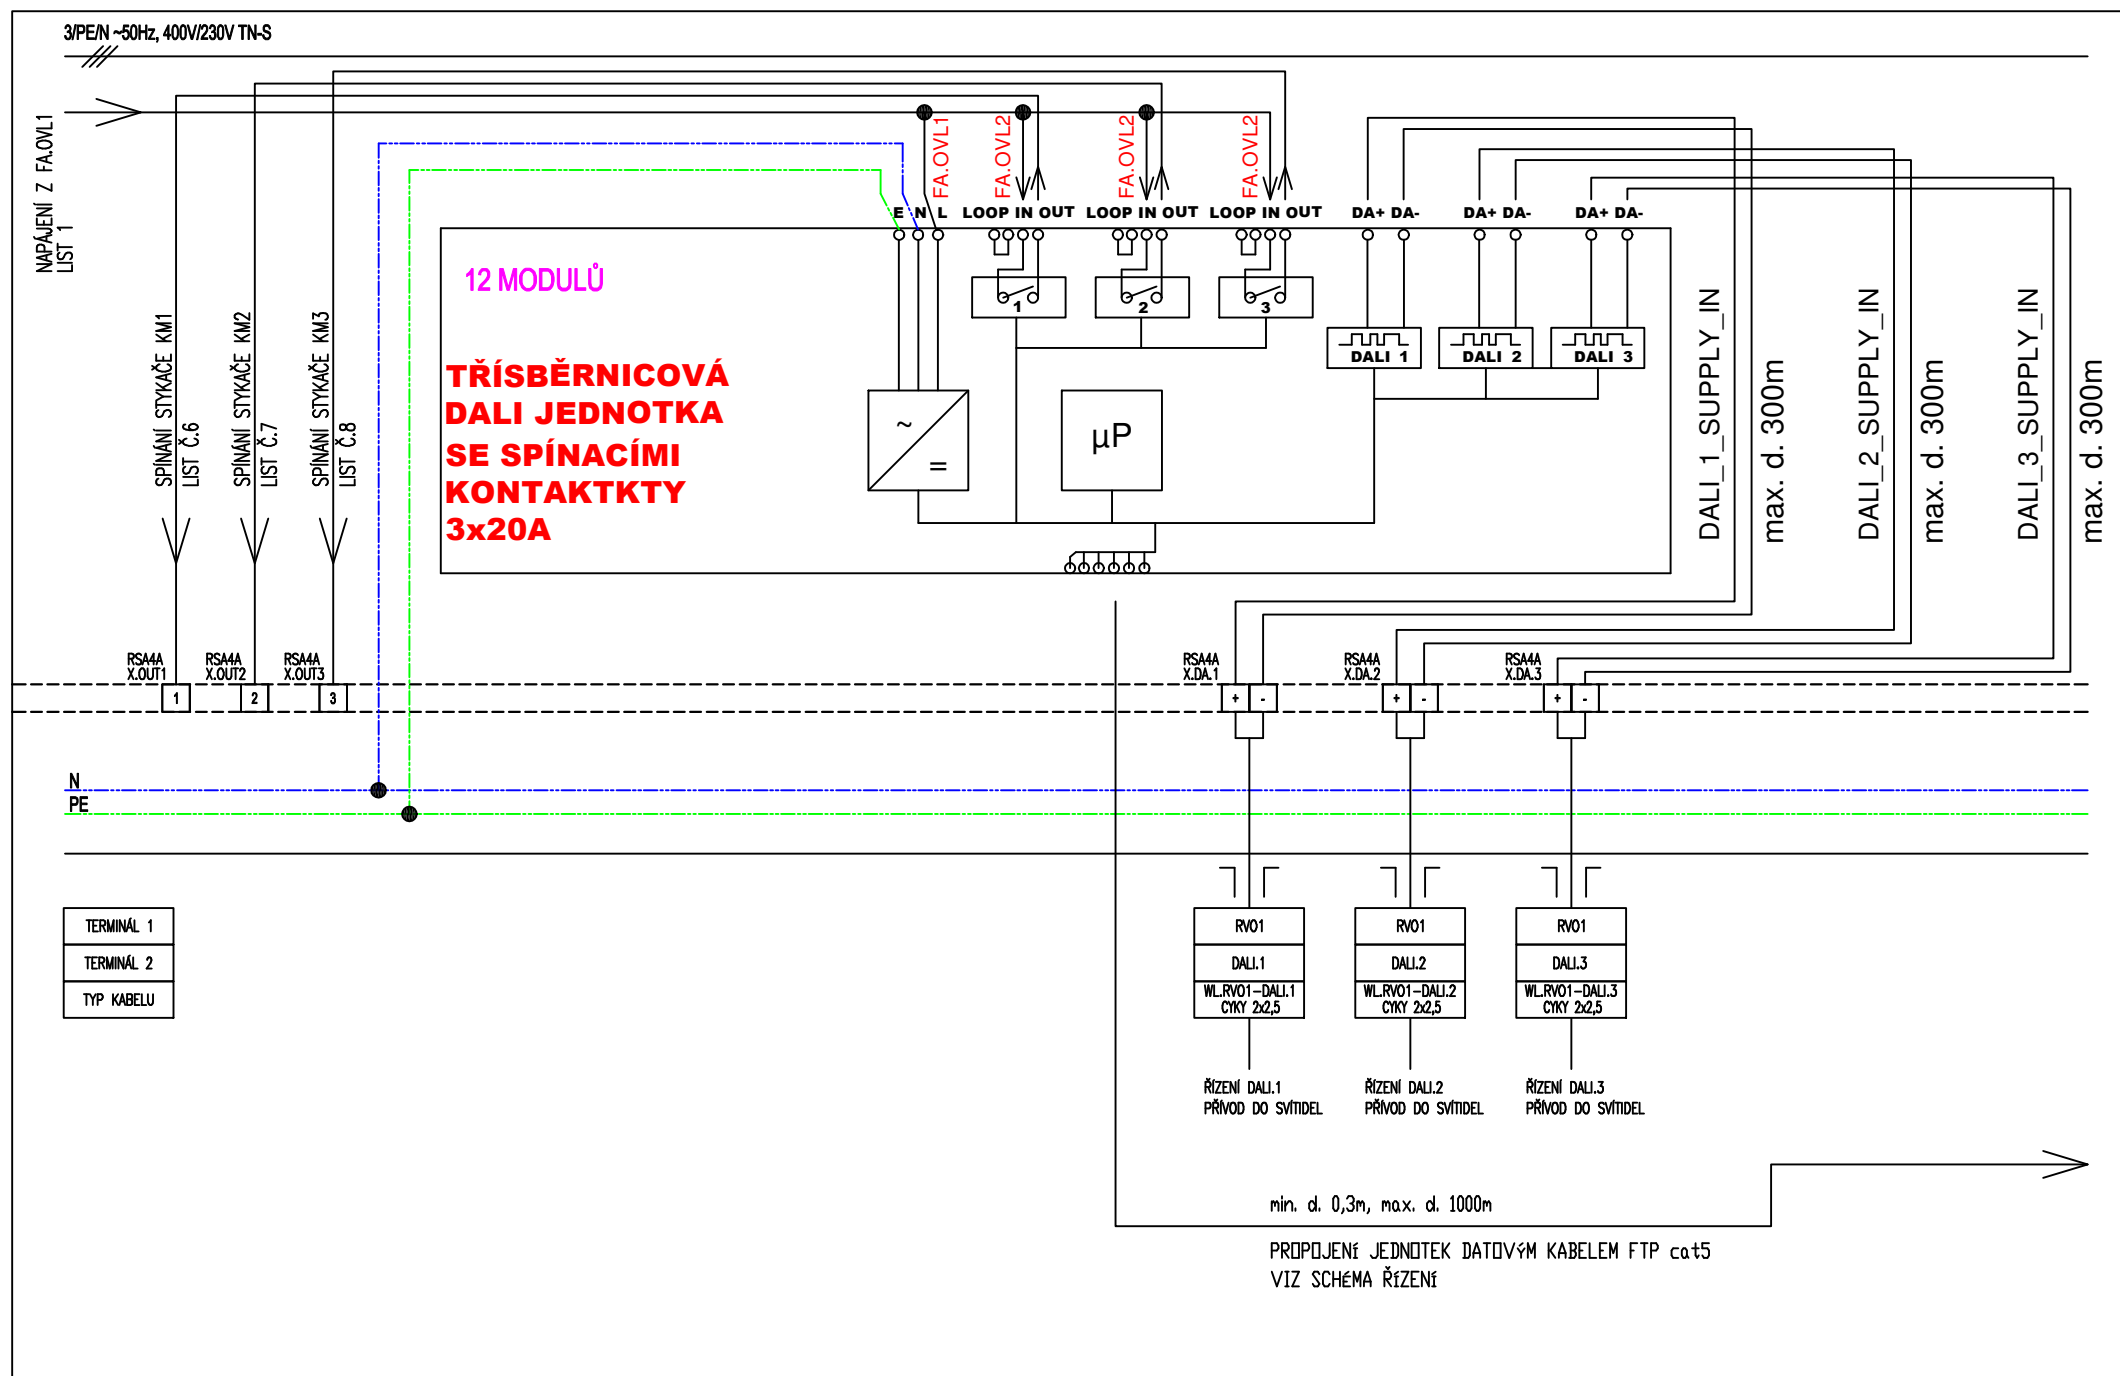 3/PE/N ~50Hz, 400V/230V TN-S
NAPÁJENÍ Z FA.OVL1
LIST 1
FA.OVL1
FA.OVL2
FA.OVL2
FA.OVL2
E N L LOOP IN OUT LOOP IN OUT LOOP IN OUT DA+ DA- DA+ DA- DA+ DA-
12 MODULŮ
1
2
3
DALI 1
DALI 2
DALI 3
TŘÍSBĚRNICOVÁ
DALI JEDNOTKA
SE SPÍNACÍMI
KONTAKTKTY
3x20A
~
=
µP
SPÍNÁNÍ STYKAČE KM1
LIST Č.6
SPÍNÁNÍ STYKAČE KM2
LIST Č.7
SPÍNÁNÍ STYKAČE KM3
LIST Č.8
DALI_1_SUPPLY_IN
max. d. 300m
DALI_2_SUPPLY_IN
max. d. 300m
DALI_3_SUPPLY_IN
max. d. 300m
RSA4A
X.OUT1
RSA4A
X.OUT2
RSA4A
X.OUT3
RSA4A
X.DA.1
RSA4A
X.DA.2
RSA4A
X.DA.3
1
2
3
+ -
+ -
+ -
N
PE
TERMINÁL 1
TERMINÁL 2
TYP KABELU
RVO1
DALI.1
WL.RVO1-DALI.1
CYKY 2x2,5
RVO1
DALI.2
WL.RVO1-DALI.2
CYKY 2x2,5
RVO1
DALI.3
WL.RVO1-DALI.3
CYKY 2x2,5
ŘÍZENÍ DALI.1
PŘÍVOD DO SVÍTIDEL
ŘÍZENÍ DALI.2
PŘÍVOD DO SVÍTIDEL
ŘÍZENÍ DALI.3
PŘÍVOD DO SVÍTIDEL
min. d. 0,3m, max. d. 1000m
PROPOJENí JEDNOTEK DATOVýM KABELEM FTP cat5
VIZ SCHéMA ŘíZENí